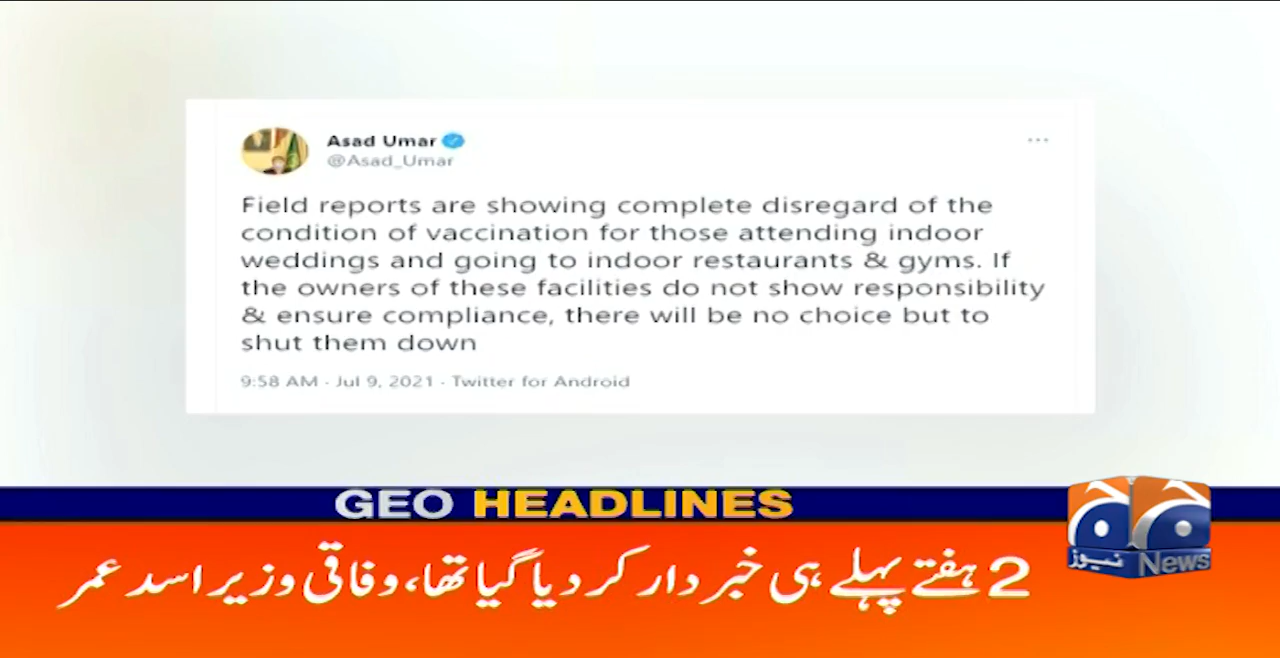 Asad Umar
@Asad_Umar
Field reports are showing complete disregard of the
condition of vaccination for those attending indoor
weddings and going to indoor restaurants & gyms. If
the owners of these facilities do not show responsibility
& ensure compliance, there will be no choice but to
shut them down
9:58 AM · Jul 9, 2021 · Twitter for Android
GEO HEADLINES
2 ہفتے پہلے ہی خبردار کر دیا گیا تھا، وفاقی وزیر اسد عمر
نیوز News